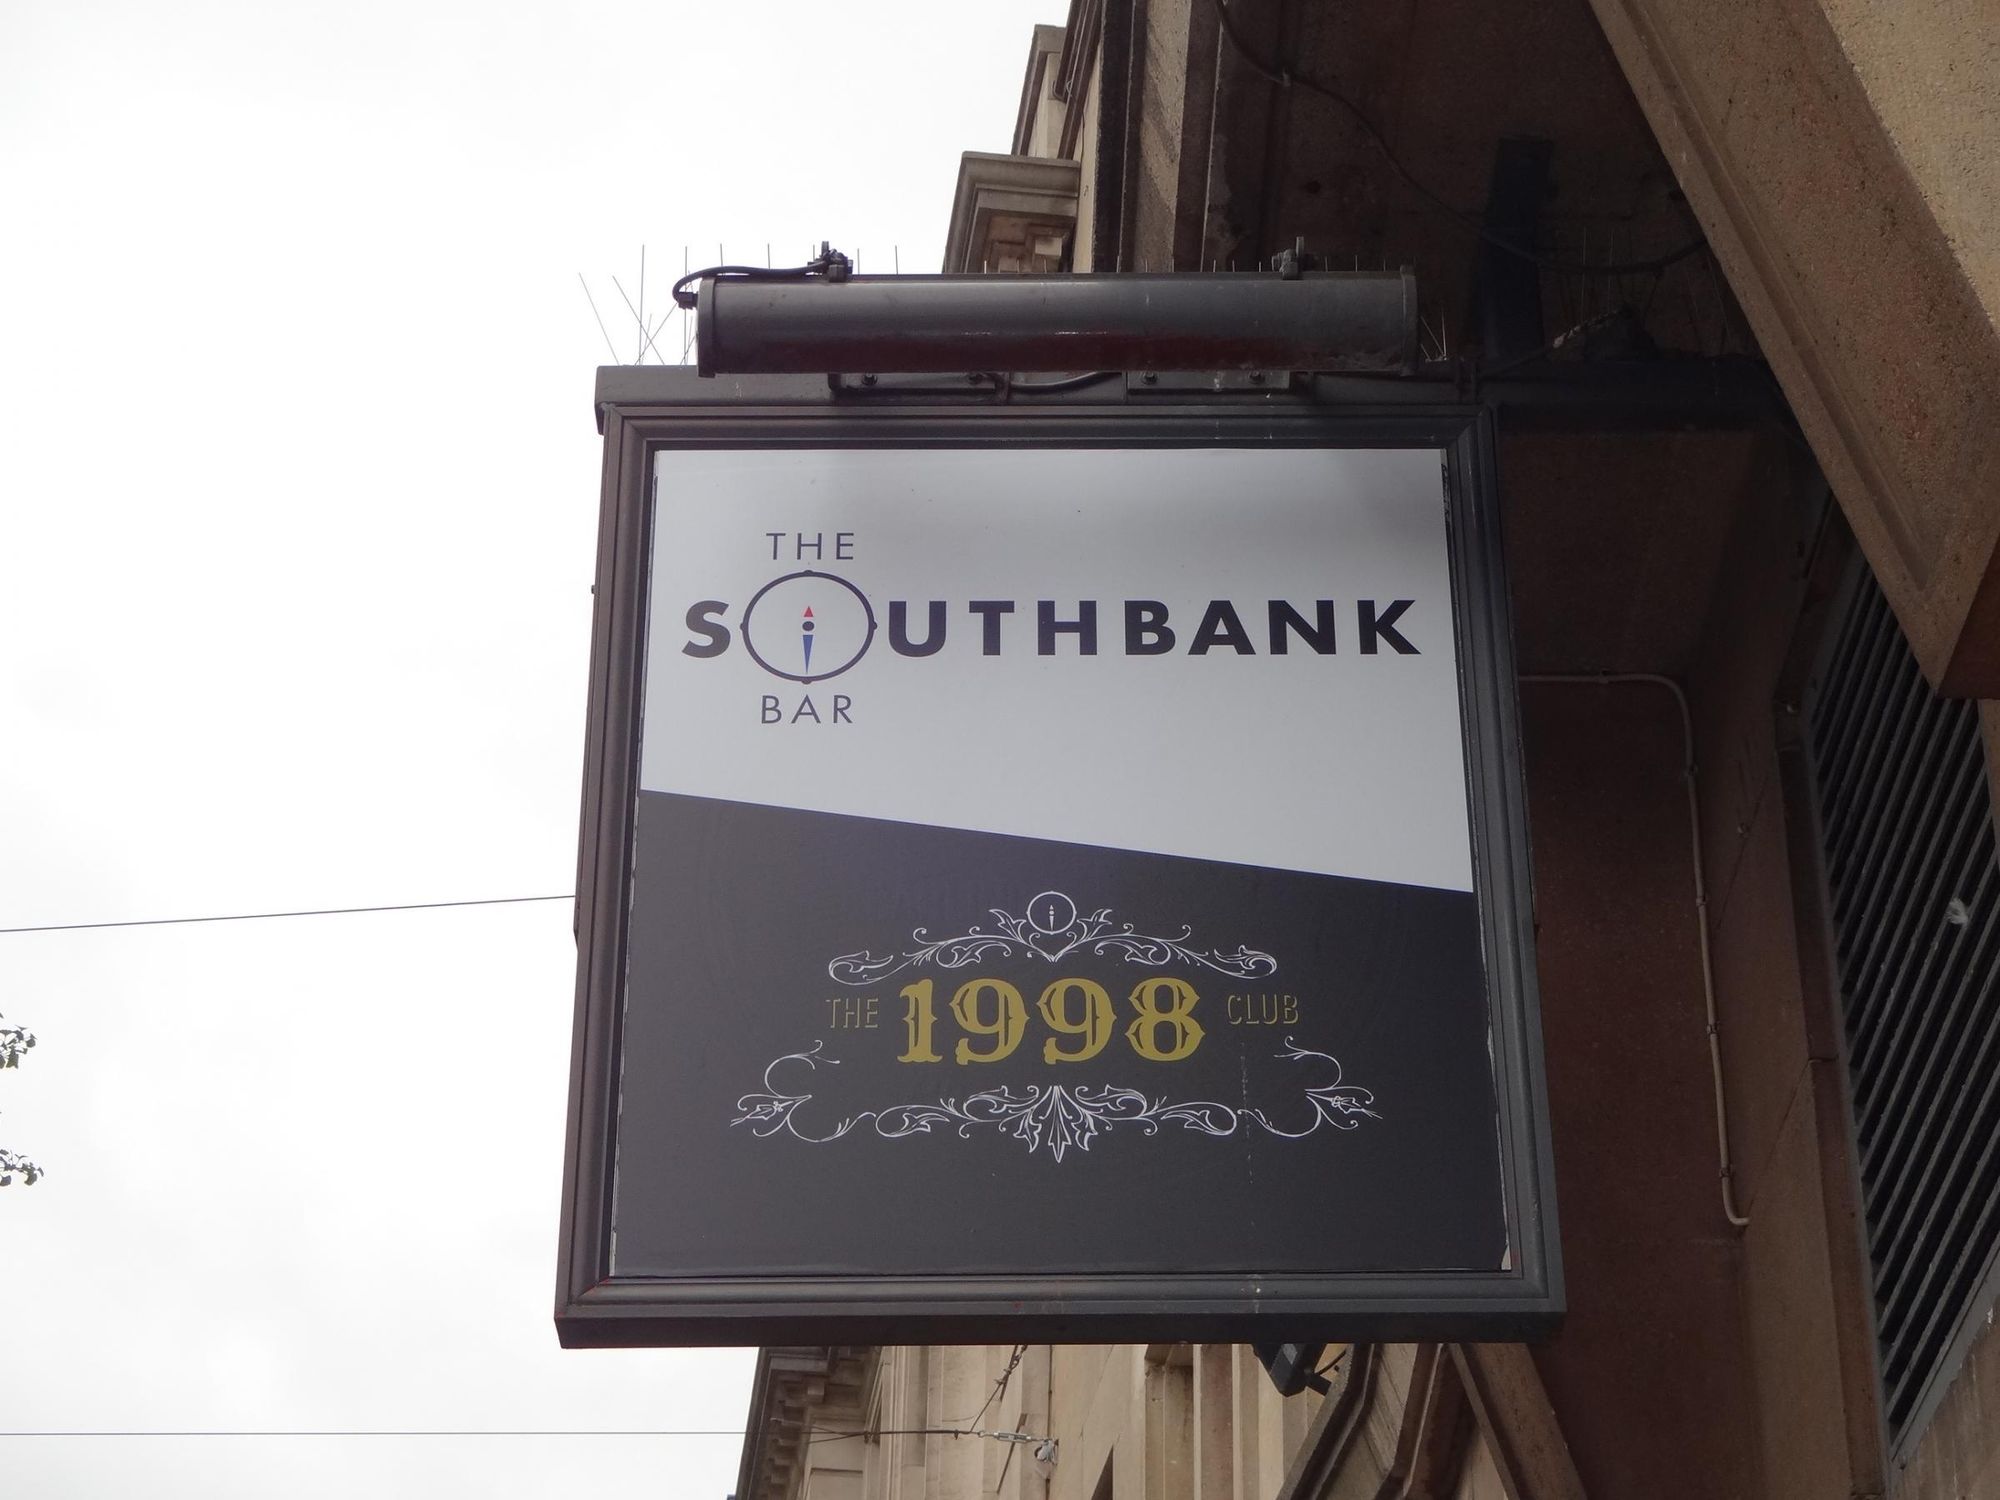 THE
SOUTHBANK
BAR
THE 1998 CLUB